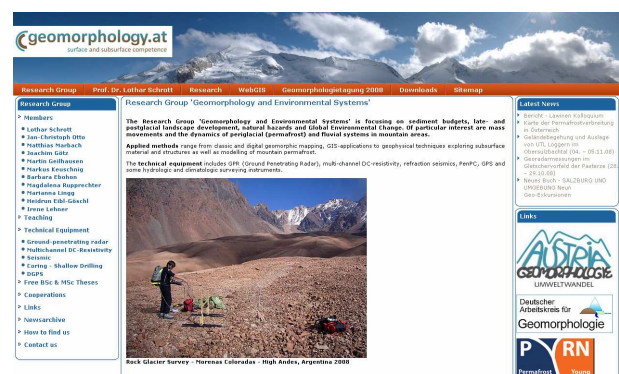 geomorphology.at
surface and subsurface competence
Research Group
Prof. Dr. Lothar Schrott
Research
WebGIS
Geomorphologietagung 2008
Downloads
Sitemap
Research Group
Members
Lothar Schrott
Jan-Christoph Otto
Matthias Marbach
Joachim Götz
Martin Geilhausen
Markus Keuschnig
Barbara Ebohon
Magdalena Rupprechter
Marianna Lingg
Heidrun Eibl-Göschl
Irene Lehner
Teaching
Technical Equipment
Ground-penetrating radar
Multichannel DC-Resistivity
Seismic
Coring - Shallow Drilling
DGPS
Free BSc & MSc Theses
Cooperations
Links
Newsarchive
How to find us
Contact us
Research Group 'Geomorphology and Environmental Systems'
The Research Group 'Geomorphology and Environmental Systems' is focusing on sediment budgets, late- and
postglacial landscape development, natural hazards and Global Environmental Change. Of particular interest are mass
movements and the dynamics of periglacial (permafrost) and fluvial systems in mountain areas.
Applied methods range from classic and digital geomorphic mapping, GIS-applications to geophysical techniques exploring subsurface
material and structures as well as modelling of mountain permafrost.
The technical equipment includes GPR (Ground Penetrating Radar), multi-channel DC-resistivity, refraction seismics, PenPC, GPS and
some hydrologic and climatologic surveying instruments.
Rock Glacier Survey - Morenas Coloradas - High Andes, Argentina 2008
Latest News
Bericht - Lawinen Kolloquium
Karte der Permafrostverbreitung
in Österreich
Geländebegehung und Auslage
von UTL Loggern im
Obersulzbachtal (04. - 05.11.08)
Georadarmessungen im
Gletschervorfeld der Pasterze (28.
- 29.10.08)
Neues Buch - SALZBURG UND
UMGEBUNG Neun
Geo-Exkursionen
Links
AUSTRIA
GEOMORPHOLOGIE
UMWELTWANDEL
Deutscher
Arbeitskreis für
Geomorphologie
P RN
Permafrost Young